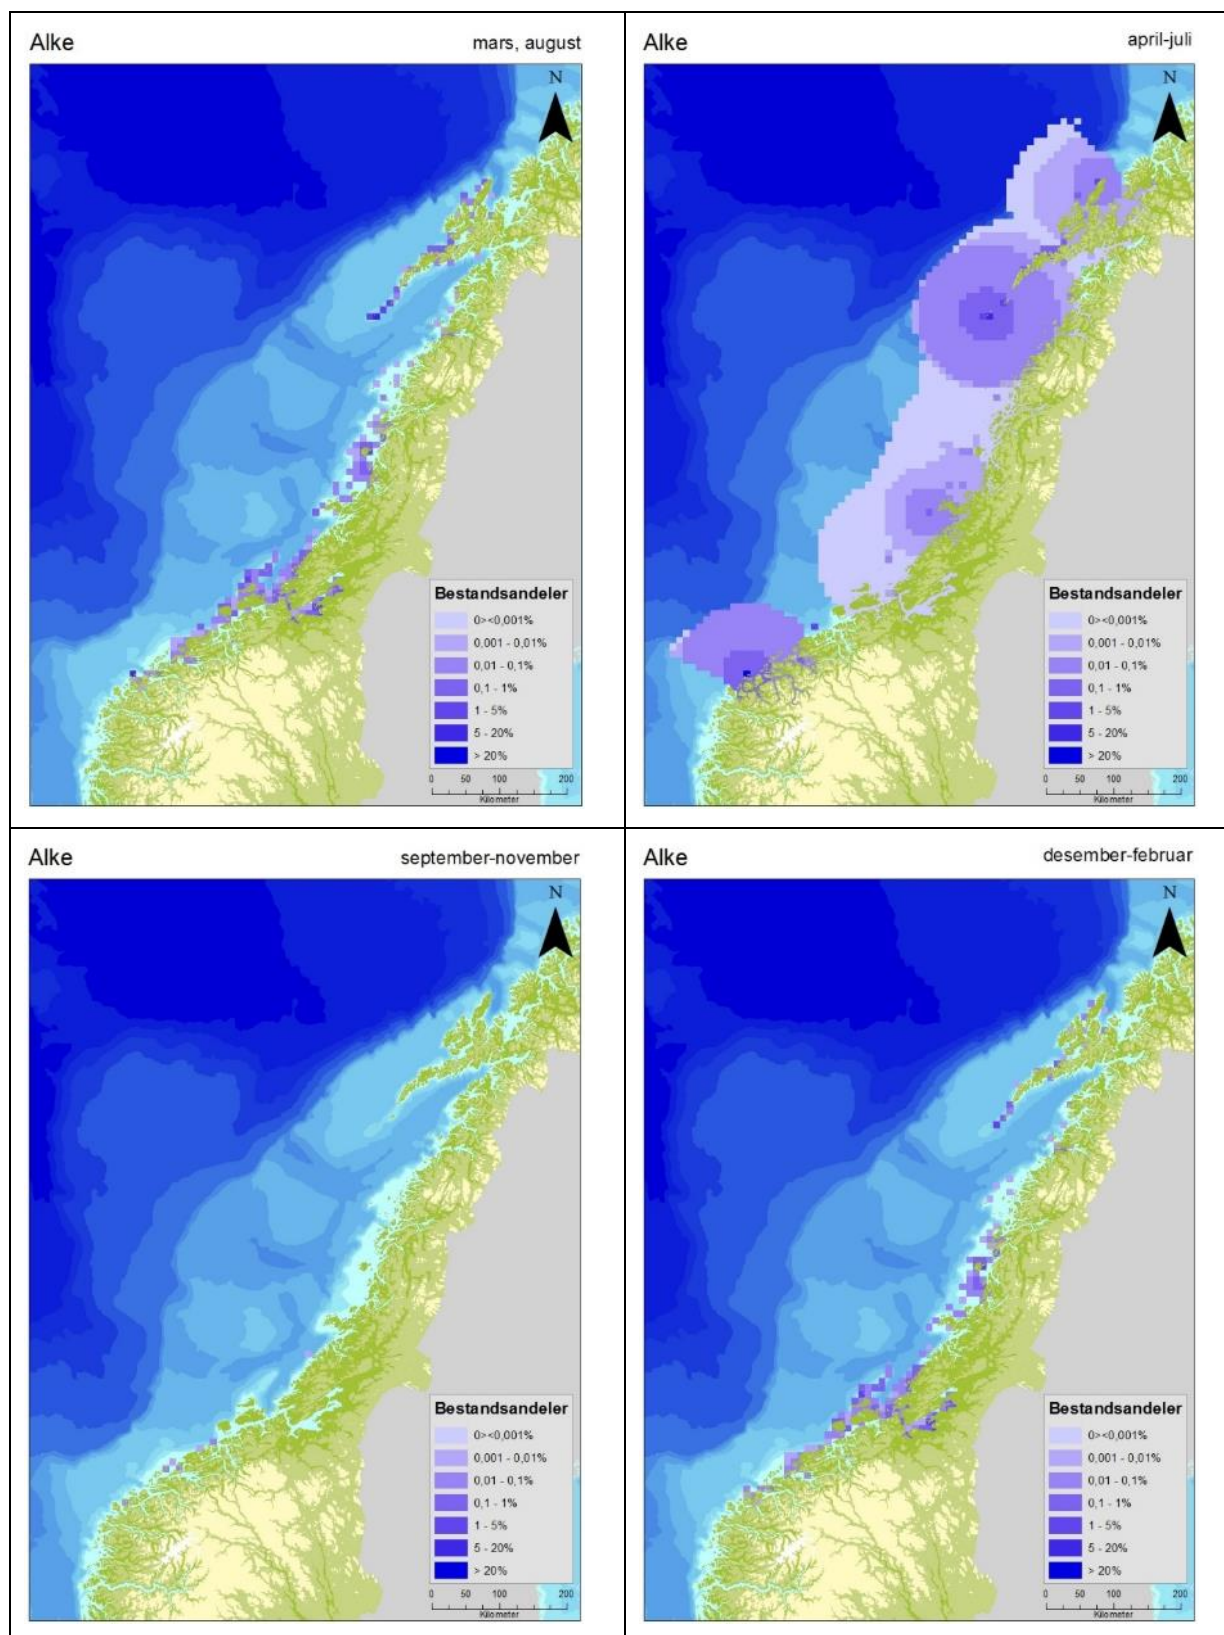 Alke
mars, august
N
Bestandsandeler
0><0,001%
0,001 - 0,01%
0,01 - 0,1%
0,1 - 1%
1 - 5%
5 - 20%
> 20%
0 50 100 200
Kilometer
Alke
april-juli
N
Bestandsandeler
0><0,001%
0,001 - 0,01%
0,01 - 0,1%
0,1 - 1%
1 - 5%
5 - 20%
> 20%
0 50 100 200
Kilometer
Alke
september-november
N
Bestandsandeler
0><0,001%
0,001 - 0,01%
0,01 - 0,1%
0,1 - 1%
1 - 5%
5 - 20%
> 20%
0 50 100 200
Kilometer
Alke
desember-februar
N
Bestandsandeler
0><0,001%
0,001 - 0,01%
0,01 - 0,1%
0,1 - 1%
1 - 5%
5 - 20%
> 20%
0 50 100 200
Kilometer